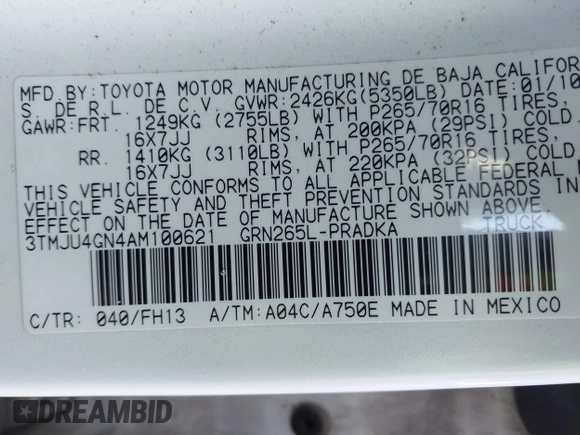 MFD.BY:TOYOTA MOTOR MANUFACTURING DE BAJA CALIFOR
S. DE R.L. DE C.V. GVWR:2426KG(5350LB) DATE:01/10
GAWR:FRT. 1249KG (2755LB) WITH P265/70R16 TIRES,
16X7JJ RIMS, AT 200KPA (29PSI) COLD
RR. 1410KG (3110LB) WITH P265/70R16 TIRES,
16X7JJ RIMS, AT 220KPA (32PSI) COLD
THIS VEHICLE CONFORMS TO ALL APPLICABLE FEDERAL
VEHICLE SAFETY AND THEFT PREVENTION STANDARDS IN
EFFECT ON THE DATE OF MANUFACTURE SHOWN ABOVE.
3TMJU4GN4AM100621 GRN265L-PRADKA TRUCK
C/TR: 040/FH13 A/TM:A04C/A750E MADE IN MEXICO
DREAMBID